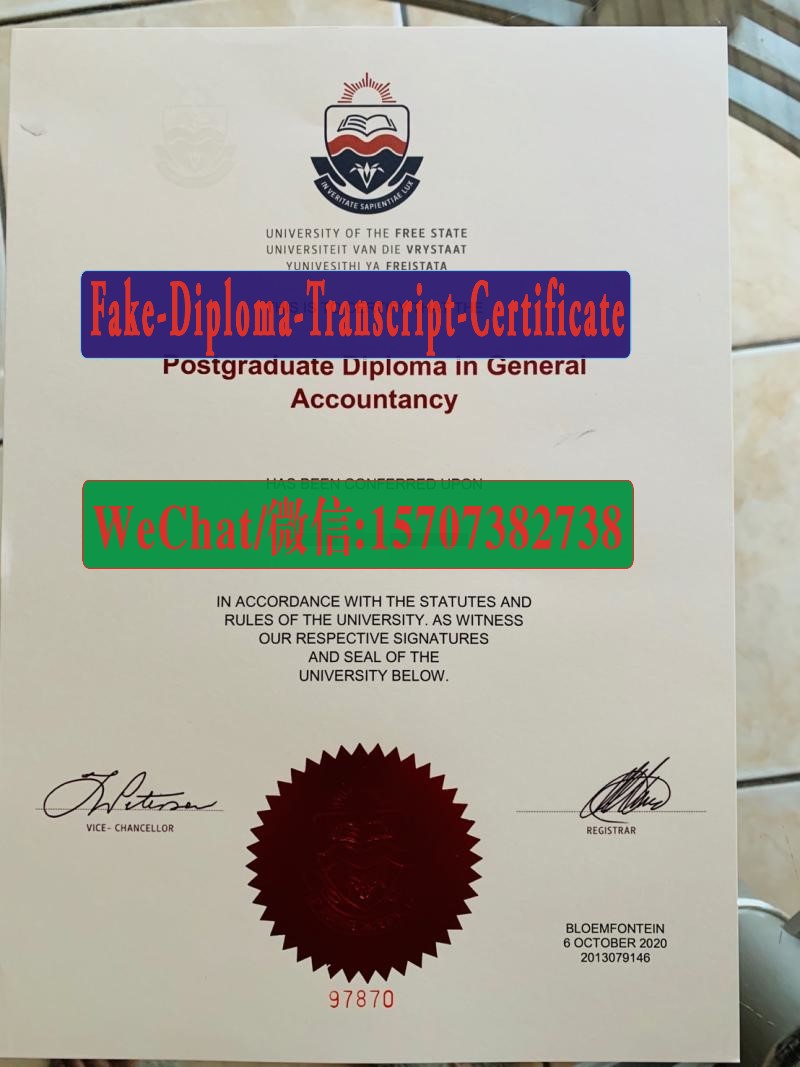 IN VERITATE SAPIENTIAE LUX
UNIVERSITY OF THE FREE STATE
UNIVERSITEIT VAN DIE VRYSTAAT
YUNIVESITHI YA FREISTATA
Fake-Diploma-Transcript-Certificate
Postgraduate Diploma in General
Accountancy
HAS BEEN CONFERRED UPON
WeChat/微信:15707382738
IN ACCORDANCE WITH THE STATUTES AND
RULES OF THE UNIVERSITY. AS WITNESS
OUR RESPECTIVE SIGNATURES
AND SEAL OF THE
UNIVERSITY BELOW.
VICE- CHANCELLOR
REGISTRAR
BLOEMFONTEIN
6 OCTOBER 2020
2013079146
97870